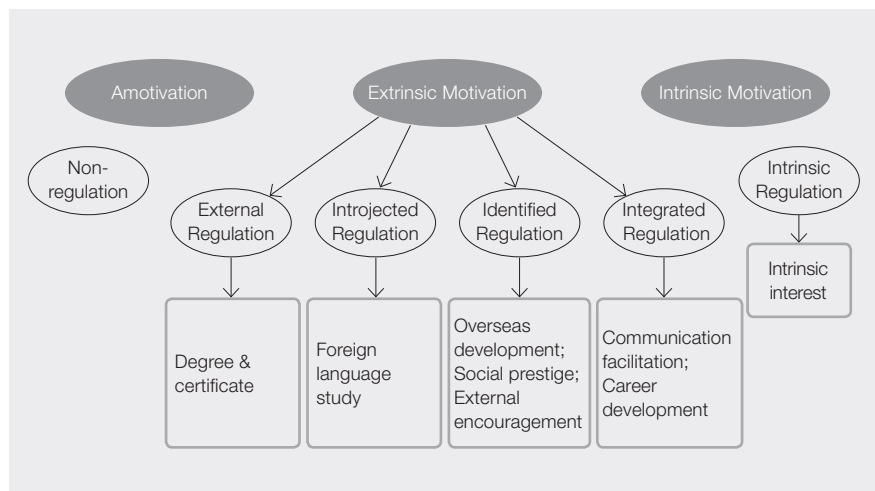 Amotivation
Extrinsic Motivation
Intrinsic Motivation
Non-
regulation
External
Regulation
Introjected
Regulation
Identified
Regulation
Integrated
Regulation
Intrinsic
Regulation
Degree &
certificate
Foreign
language
study
Overseas
development;
Social prestige;
External
encouragement
Communication
facilitation;
Career
development
Intrinsic
interest